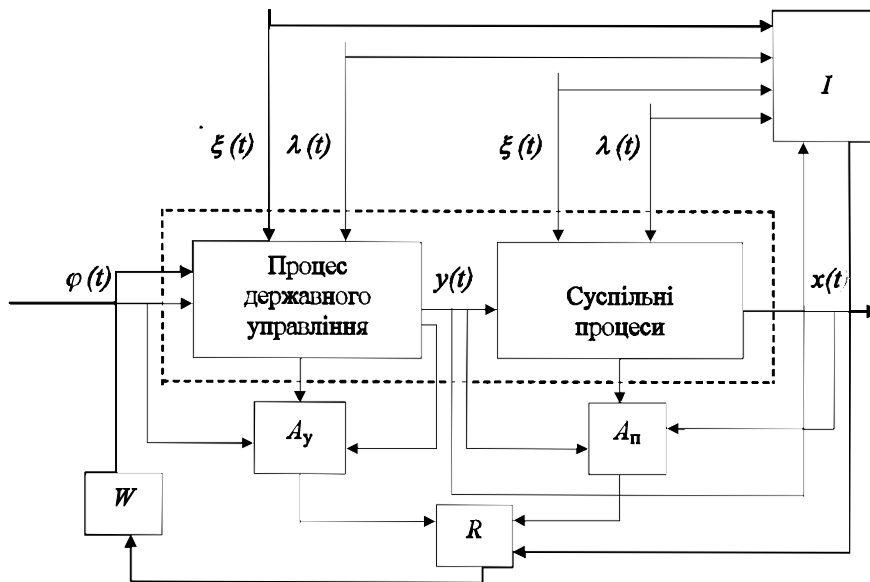 I
ξ(t) λ(t) ξ(t) λ(t)
φ(t)
Процес
державного
управління
y(t)
Суспільні
процеси
x(t)
Aу
Aп
W
R